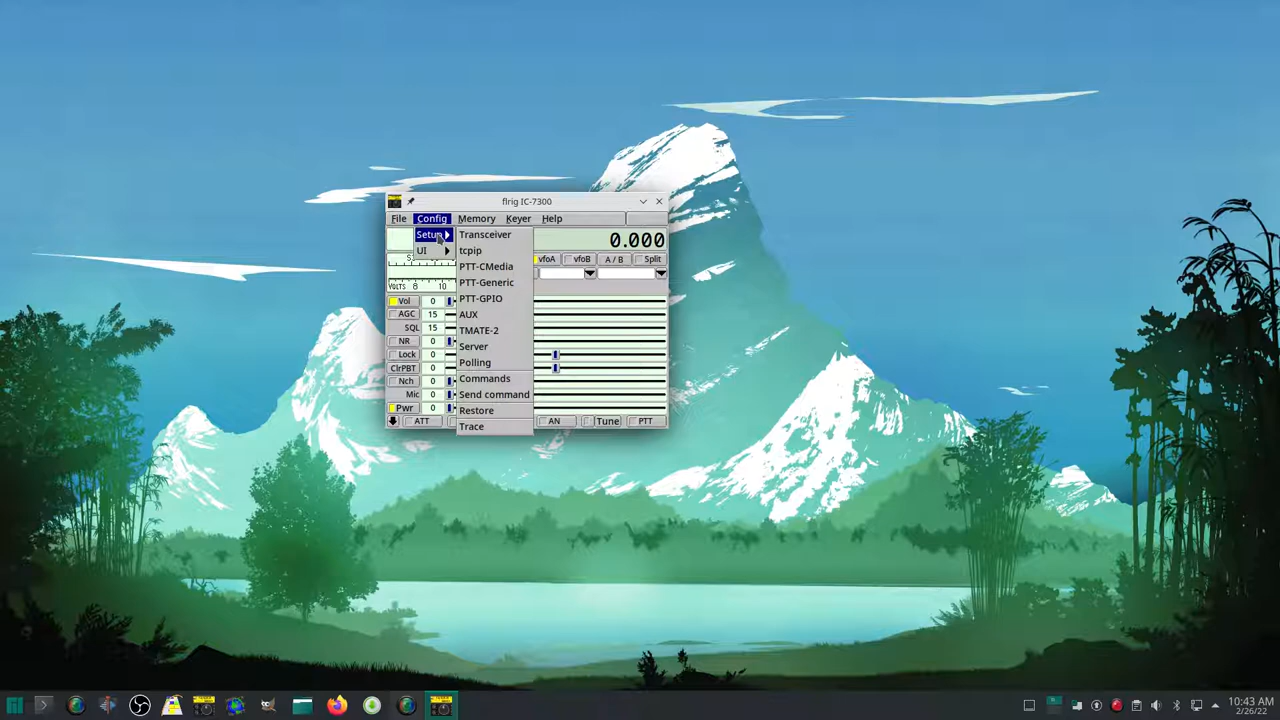 flrig IC-7300
File Config Memory Keyer Help
Setup Transceiver 0.000
UI tcpip vfoA vfoB A / B Split
PTT-CMedia
VOLTS 8 10 PTT-Generic
Vol 0 PTT-GPIO
AGC 15 AUX
SQL 15 TMATE-2
NR 0 Server
Lock 0 Polling
ClrPBT 0
Nch 0 Commands
Mic 0 Send command
Pwr 0 Restore
ATT Trace AN Tune PTT
10:43 AM
2/26/22